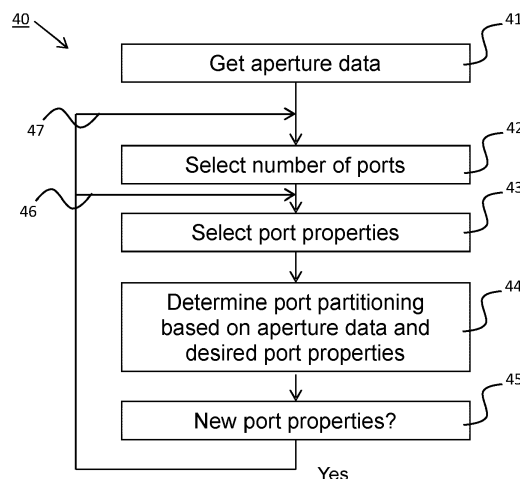 40
41
Get aperture data
47
42
Select number of ports
46
43
Select port properties
44
Determine port partitioning
based on aperture data and
desired port properties
45
New port properties?
Yes